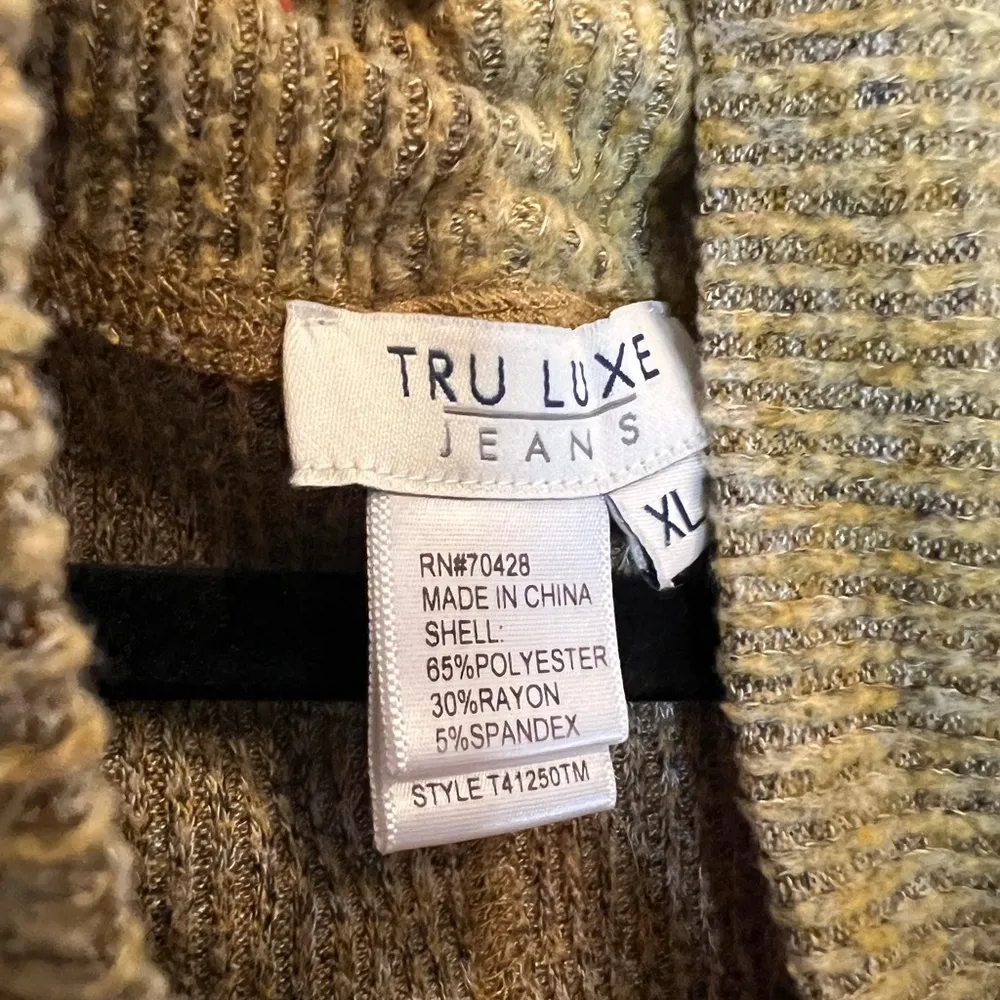 TRU LUXE
JEANS
XL
RN#70428
MADE IN CHINA
SHELL:
65%POLYESTER
30%RAYON
5%SPANDEX
STYLE T41250TM